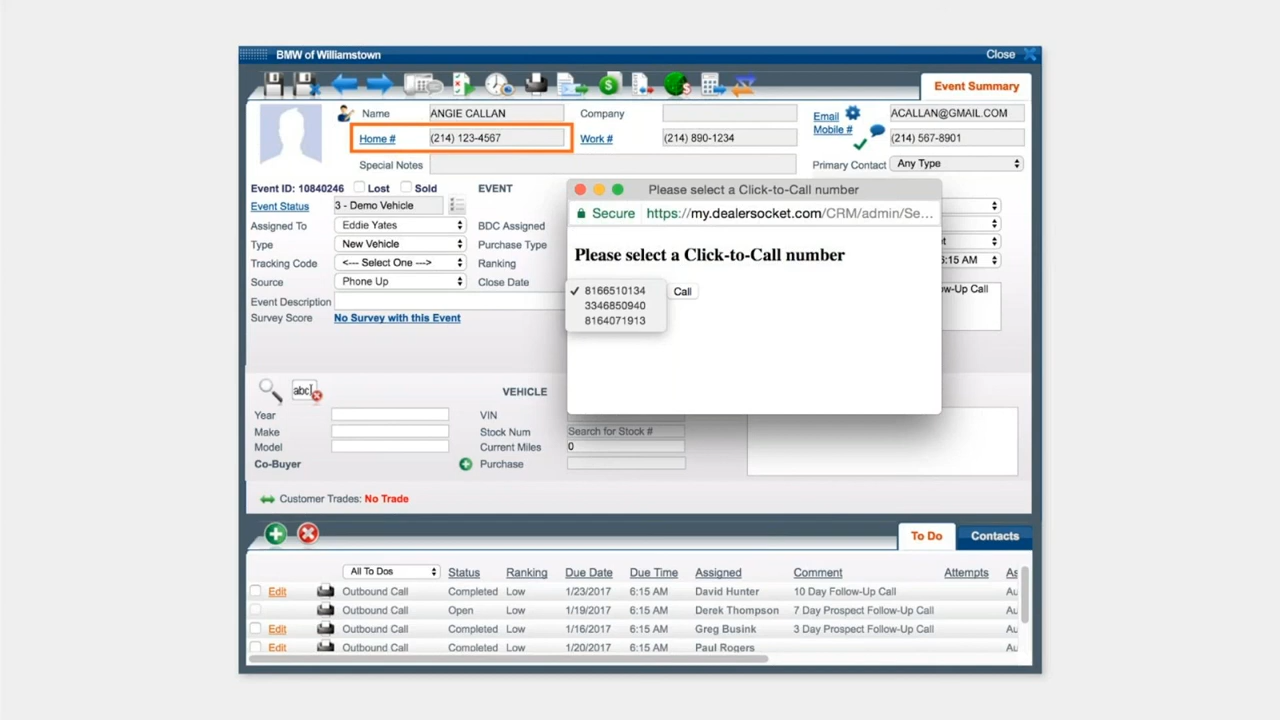 BMW of Williamstown Close
Event Summary
Name ANGIE CALLAN Company Email ACALLAN@GMAIL.COM
Home # (214) 123-4567 Work # (214) 890-1234 Mobile # (214) 567-8901
Special Notes Primary Contact Any Type
Event ID: 10840246 Lost Sold EVENT
Event Status 3 - Demo Vehicle
Assigned To Eddie Yates BDC Assigned
Type New Vehicle Purchase Type
Tracking Code <--- Select One ---> Ranking
Source Phone Up Close Date
Event Description
Survey Score No Survey with this Event
Please select a Click-to-Call number
Secure https://my.dealersocket.com/CRM/admin/Se...
Please select a Click-to-Call number
✓ 8166510134 Call
3346850940
8164071913
:15 AM
w-Up Call
abc VEHICLE
Year VIN
Make Stock Num Search for Stock #
Model Current Miles 0
Co-Buyer Purchase
Customer Trades: No Trade
To Do Contacts
All To Dos Status Ranking Due Date Due Time Assigned Comment Attempts As
Edit Outbound Call Completed Low 1/23/2017 6:15 AM David Hunter 10 Day Follow-Up Call Au
Outbound Call Open Low 1/19/2017 6:15 AM Derek Thompson 7 Day Prospect Follow-Up Call Au
Edit Outbound Call Completed Low 1/16/2017 6:15 AM Greg Busink 3 Day Prospect Follow-Up Call Au
Edit Outbound Call Completed Low 1/20/2017 6:15 AM Paul Rogers Au